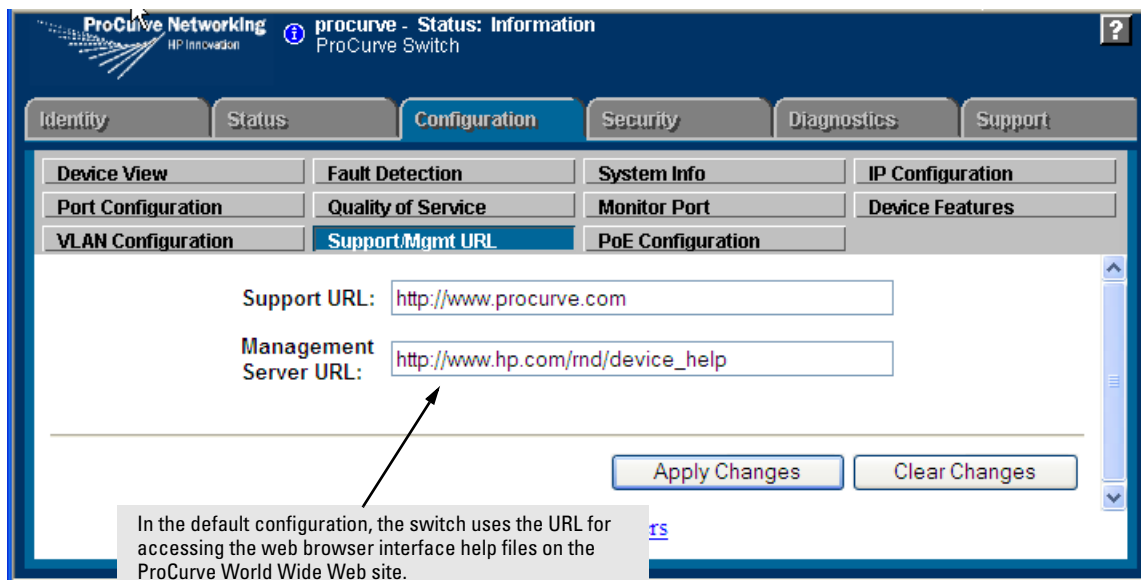 ProCurve Networking
HP Innovation
procurve - Status: Information
ProCurve Switch
?
Identity
Status
Configuration
Security
Diagnostics
Support
Device View
Fault Detection
System Info
IP Configuration
Port Configuration
Quality of Service
Monitor Port
Device Features
VLAN Configuration
Support/Mgmt URL
PoE Configuration
Support URL: http://www.procurve.com
Management
Server URL: http://www.hp.com/rnd/device_help
Apply Changes
Clear Changes
In the default configuration, the switch uses the URL for
accessing the web browser interface help files on the
ProCurve World Wide Web site.
rs